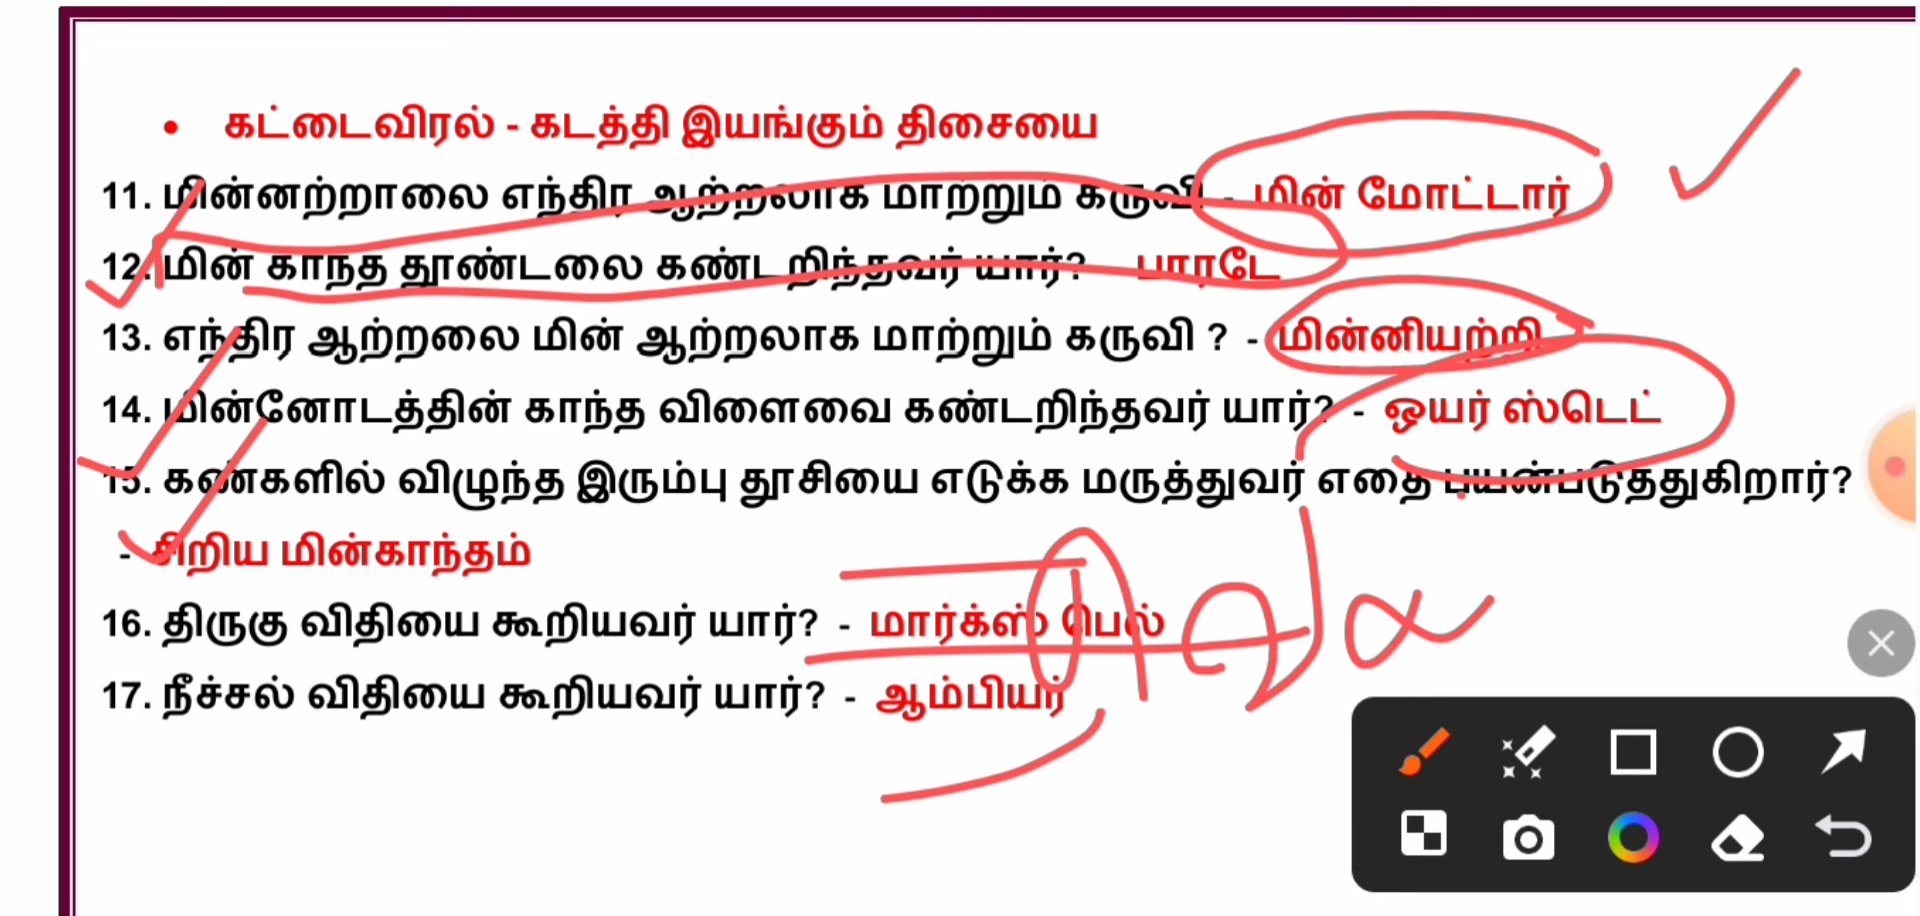 • கட்டைவிரல் - கடத்தி இயங்கும் திசையை
11. மின்னற்றாலை எந்திர ஆற்றலாக மாற்றும் கருவி - மின் மோட்டார்
12. மின் காந்த தூண்டலை கண்டறிந்தவர் யார்? பாரடே
13. எந்திர ஆற்றலை மின் ஆற்றலாக மாற்றும் கருவி ? - மின்னியற்றி
14. மின்னோடத்தின் காந்த விளைவை கண்டறிந்தவர் யார்? - ஒயர் ஸ்டெட்
15. கண்களில் விழுந்த இரும்பு தூசியை எடுக்க மருத்துவர் எதை பயன்படுத்துகிறார்?
- சிறிய மின்காந்தம்
16. திருகு விதியை கூறியவர் யார்? - மார்க்ஸ் பெல்
17. நீச்சல் விதியை கூறியவர் யார்? - ஆம்பியர்